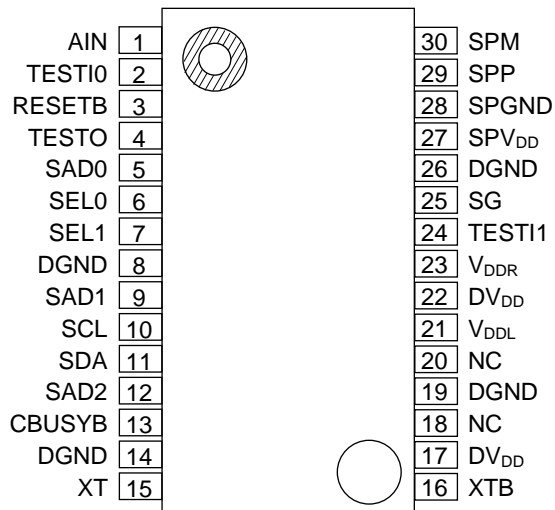 AIN 1 30 SPM
TESTI0 2 29 SPP
RESETB 3 28 SPGND
TESTO 4 27 SPVDD
SAD0 5 26 DGND
SEL0 6 25 SG
SEL1 7 24 TESTI1
DGND 8 23 VDDR
SAD1 9 22 DVDD
SCL 10 21 VDDL
SDA 11 20 NC
SAD2 12 19 DGND
CBUSYB 13 18 NC
DGND 14 17 DVDD
XT 15 16 XTB